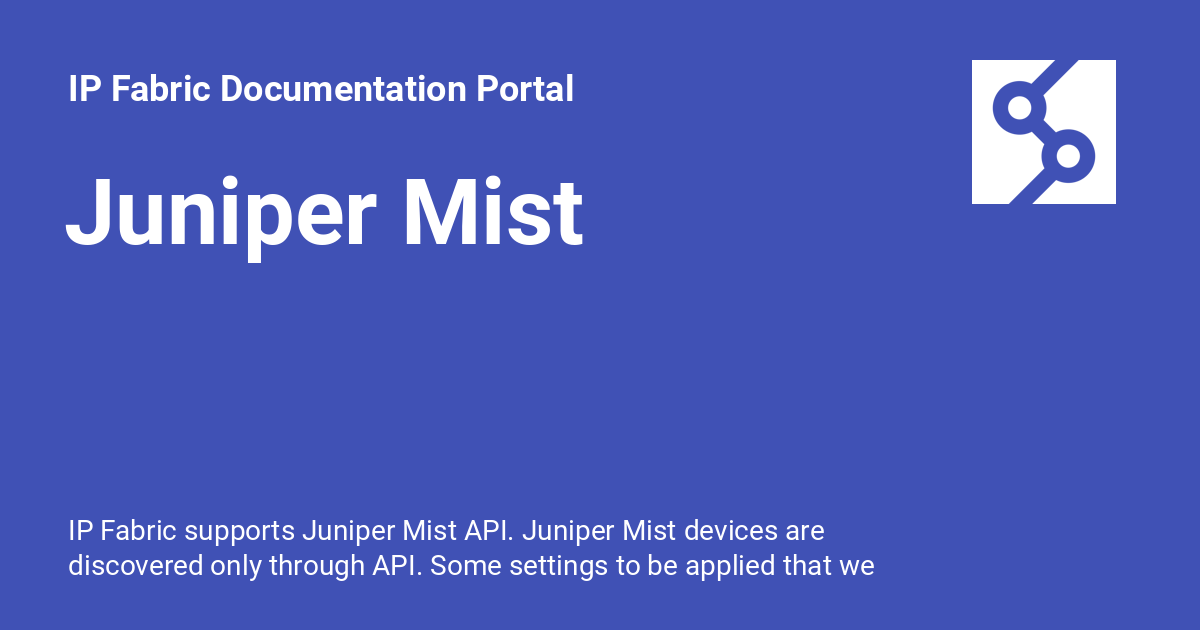 IP Fabric Documentation Portal
Juniper Mist
IP Fabric supports Juniper Mist API. Juniper Mist devices are
discovered only through API. Some settings to be applied that we